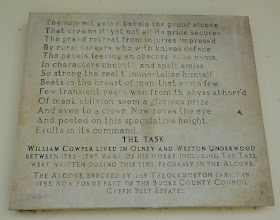 The summit gain'd, behold the proud alcove
That crowns it! yet not all its pride secures
The grand retreat from injuries impress'd
By rural carvers, who with knives deface
The panels, leaving an obscure, rude name,
In characters uncouth, and spelt amiss.
So strong the zeal t'immortalize himself
Beats in the breast of man, that even a few
Few transient years, won from th'abyss abhorr'd
Of blank oblivion, seem a glorious prize,
And even to a clown. Now roves the eye;
And, posted on this speculative height,
Exults in its command.
THE TASK
WILLIAM COWPER LIVED IN OLNEY AND WESTON UNDERWOOD
BETWEEN 1768-1795. MANY OF HIS WORKS INCLUDING THE TASK
WERE WRITTEN DURING THIS TIME, PROBABLY IN THE ALCOVE.
THE ALCOVE, ERECTED BY THE THROCKMORTON FAMILY IN
1753, NOW FORMS PART OF THE BUCKS COUNTY COUNCIL
GREEN BELT ESTATE.